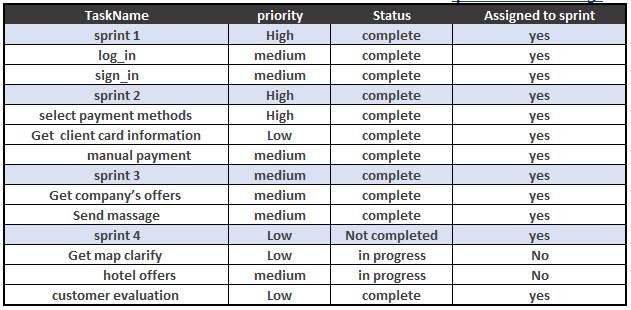 TaskName priority Status Assigned to sprint
sprint 1 High complete yes
log_in medium complete yes
sign_in medium complete yes
sprint 2 High complete yes
select payment methods High complete yes
Get client card information Low complete yes
manual payment medium complete yes
sprint 3 medium complete yes
Get company's offers medium complete yes
Send massage medium complete yes
sprint 4 Low Not completed yes
Get map clarify Low in progress No
hotel offers medium in progress No
customer evaluation Low complete yes